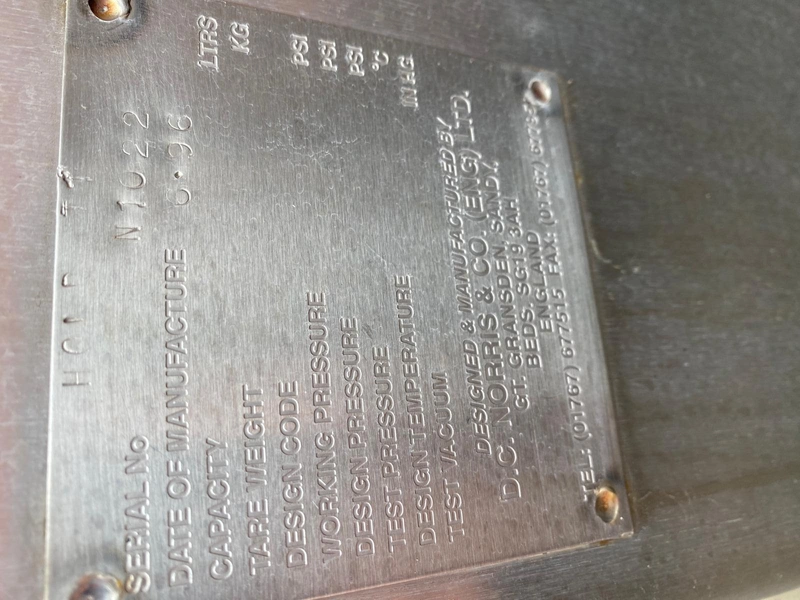 SERIAL No N1022
DATE OF MANUFACTURE 6.96
CAPACITY LTRS
TARE WEIGHT KG
DESIGN CODE
WORKING PRESSURE PSI
DESIGN PRESSURE PSI
TEST PRESSURE PSI
DESIGN TEMPERATURE °C
TEST VACUUM IN HG
DESIGNED & MANUFACTURED BY
D.C. NORRIS & CO. (ENG) LTD.
GT. GRANSDEN, SANDY.
BEDS, SG19 3AH
ENGLAND
TEL: (01767) 677515 FAX: (01767)